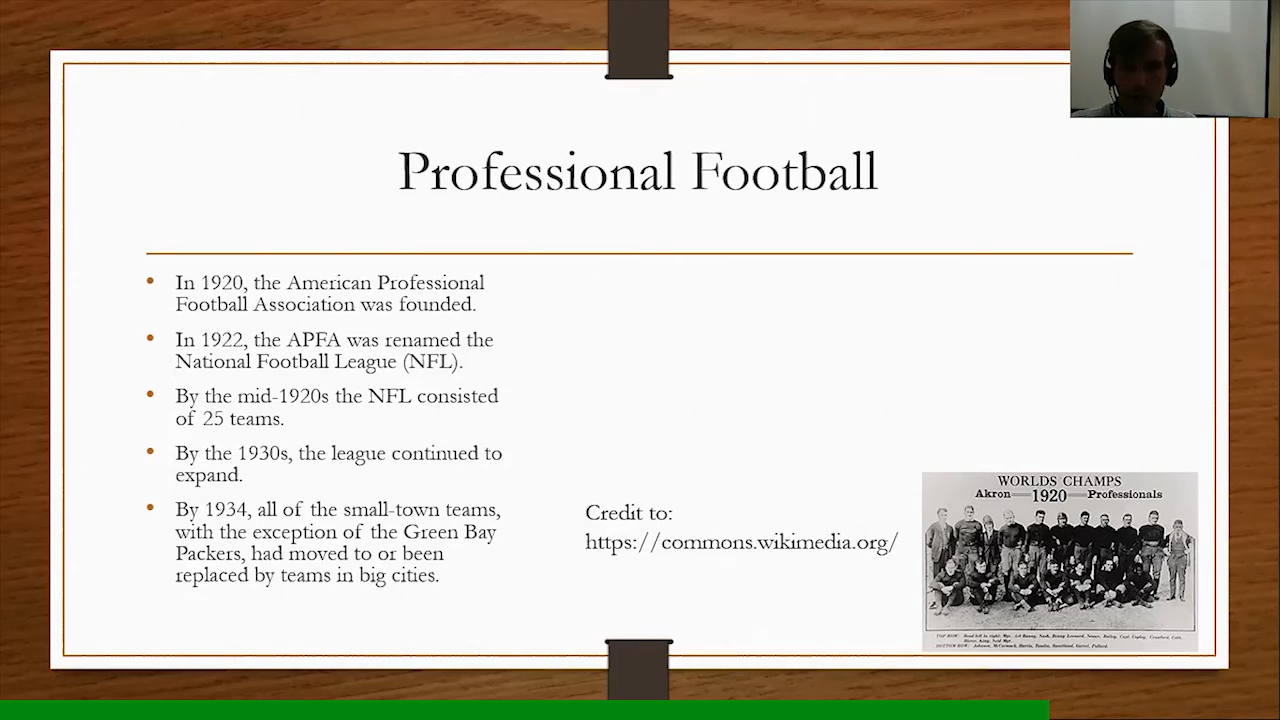 Professional Football
• In 1920, the American Professional
Football Association was founded.
• In 1922, the APFA was renamed the
National Football League (NFL).
• By the mid-1920s the NFL consisted
of 25 teams.
• By the 1930s, the league continued to
expand.
• By 1934, all of the small-town teams,
with the exception of the Green Bay
Packers, had moved to or been
replaced by teams in big cities.
Credit to:
https://commons.wikimedia.org/
WORLDS CHAMPS
Akron 1920 Professionals
TOP ROW:
BOTTOM ROW: